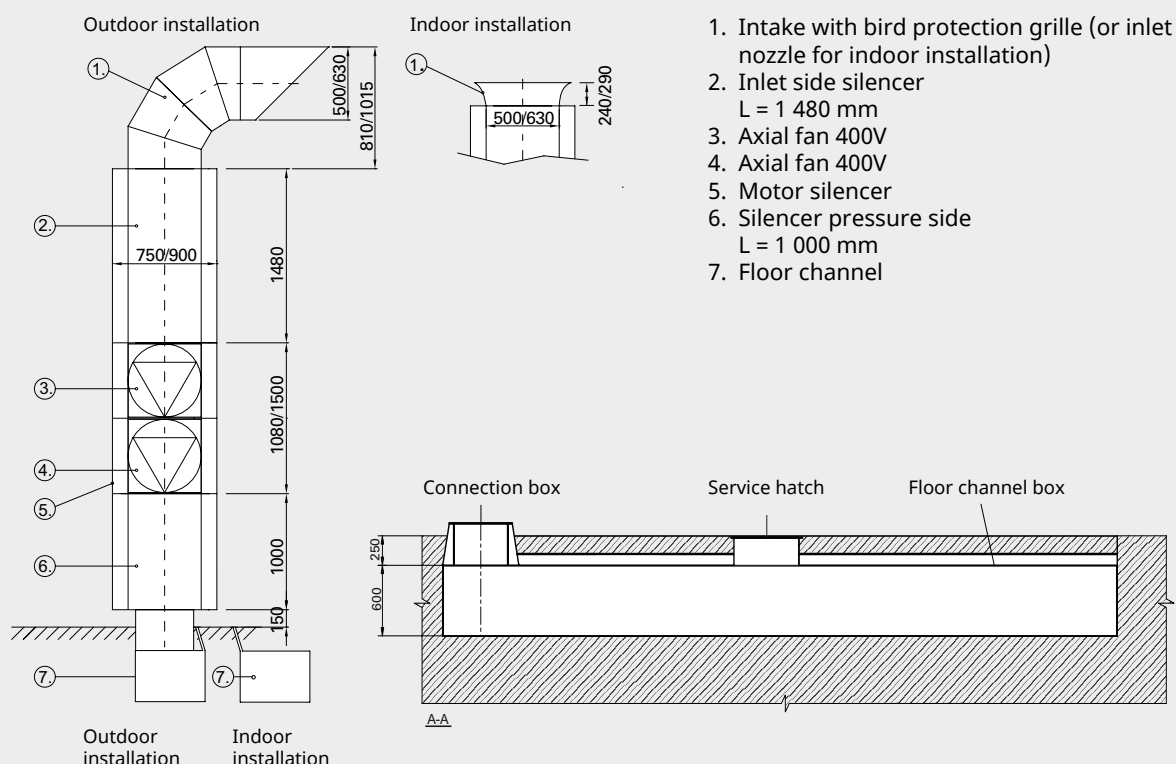 Outdoor installation
1.
500/630
810/1015
2.
750/900
1480
3.
1080/1500
4.
5.
1000
6.
150
7.
7.
Outdoor
installation
Indoor
installation
Indoor installation
1.
500/630
240/290
1. Intake with bird protection grille (or inlet
nozzle for indoor installation)
2. Inlet side silencer
L = 1 480 mm
3. Axial fan 400V
4. Axial fan 400V
5. Motor silencer
6. Silencer pressure side
L = 1 000 mm
7. Floor channel
Connection box
Service hatch
Floor channel box
250
600
A-A